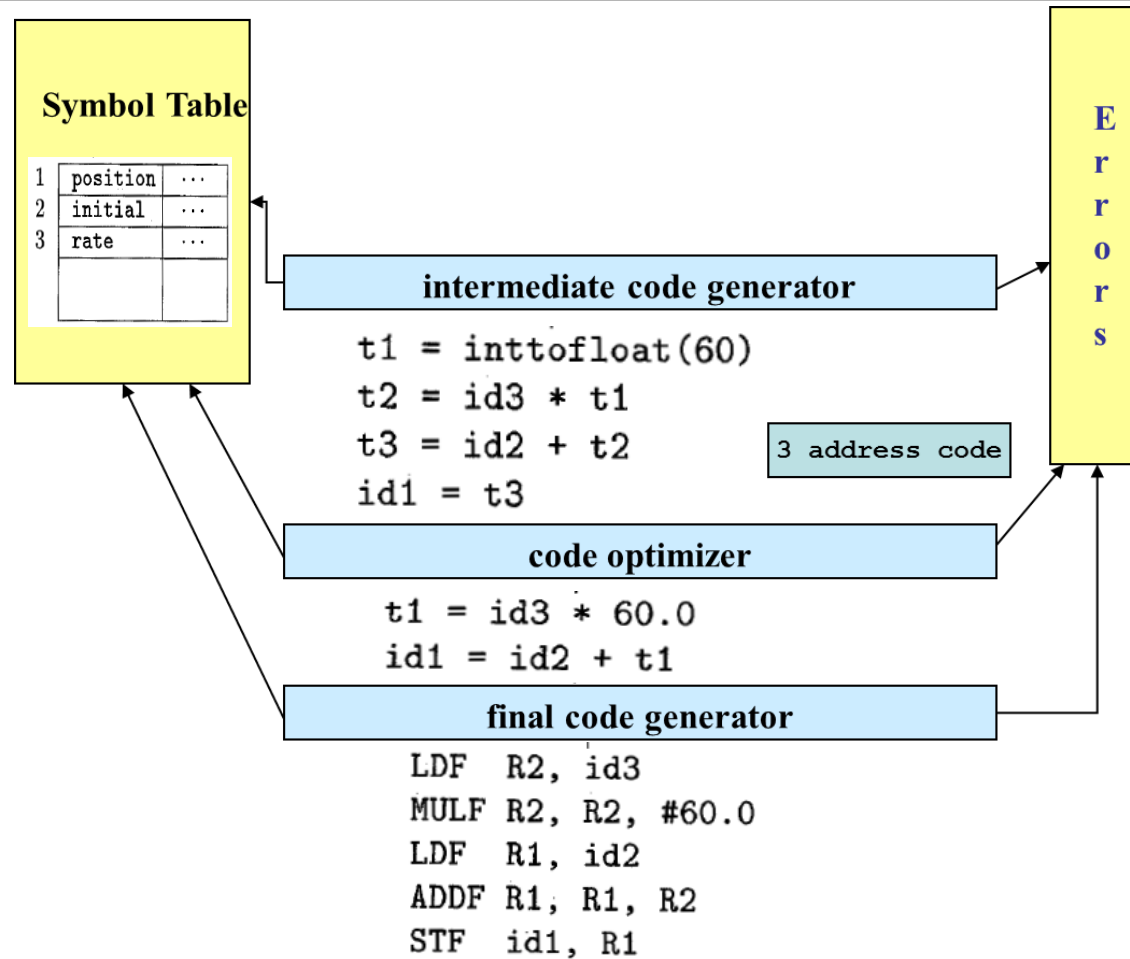 Symbol Table
1 position ...
2 initial ...
3 rate ...
Errors
intermediate code generator
t1 = inttofloat(60)
t2 = id3 * t1
t3 = id2 + t2
id1 = t3
3 address code
code optimizer
t1 = id3 * 60.0
id1 = id2 + t1
final code generator
LDF R2, id3
MULF R2, R2, #60.0
LDF R1, id2
ADDF R1, R1, R2
STF id1, R1